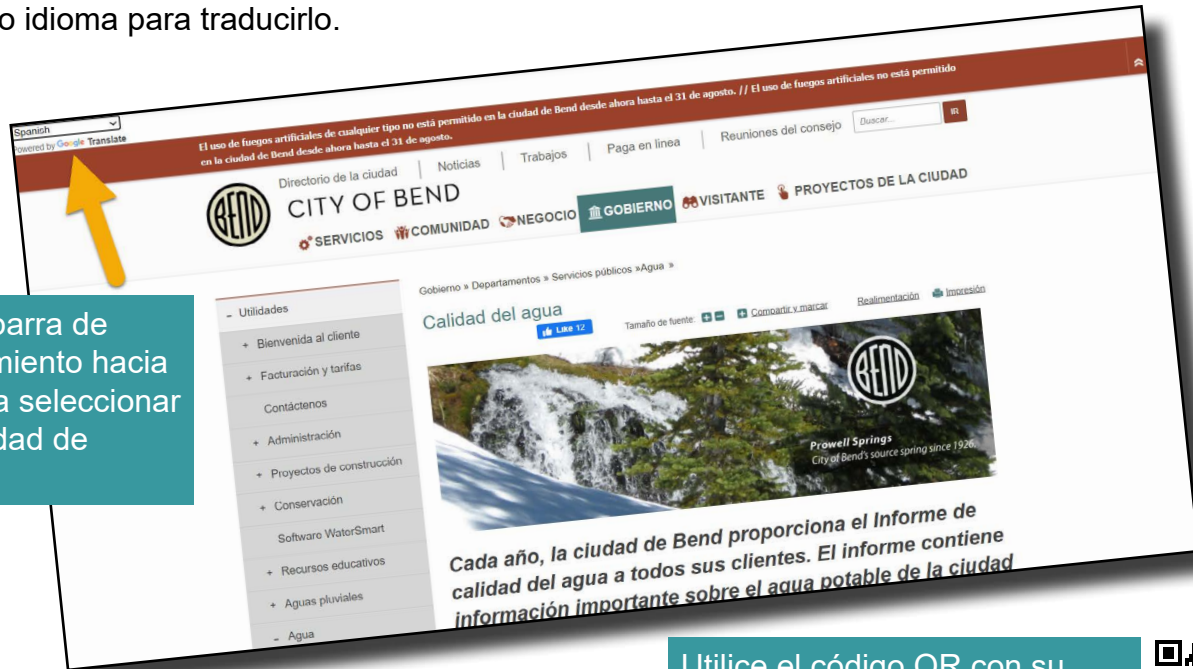 o idioma para traducirlo.
Spanish
Powered by Google Translate
El uso de fuegos artificiales de cualquier tipo no está permitido en la ciudad de Bend desde ahora hasta el 31 de agosto. // El uso de fuegos artificiales no está permitido
en la ciudad de Bend desde ahora hasta el 31 de agosto.
Directorio de la ciudad | Noticias | Trabajos | Paga en linea | Reuniones del consejo
Buscar...
IR
BEND
CITY OF BEND
SERVICIOS COMUNIDAD NEGOCIO GOBIERNO VISITANTE PROYECTOS DE LA CIUDAD
barra de
miento hacia
a seleccionar
dad de
- Utilidades
+ Bienvenida al cliente
+ Facturación y tarifas
Contáctenos
+ Administración
+ Proyectos de construcción
+ Conservación
Software WaterSmart
+ Recursos educativos
+ Aguas pluviales
- Agua
Gobierno » Departamentos » Servicios públicos »Agua »
Calidad del agua
Like 12
Tamaño de fuente: + - Compartir y marcar Realimentación Impresión
BEND
Prowell Springs
City of Bend's source spring since 1926.
Cada año, la ciudad de Bend proporciona el Informe de
calidad del agua a todos sus clientes. El informe contiene
información importante sobre el agua potable de la ciudad
Utilice el código QR con su